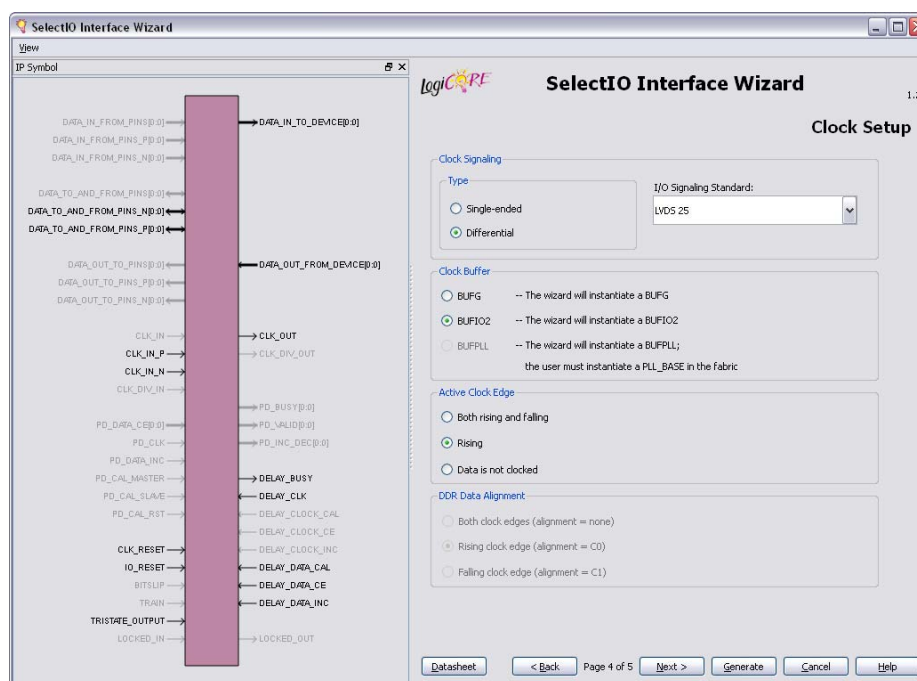 SelectIO Interface Wizard
View
IP Symbol
DATA_IN_FROM_PINS[0:0]
DATA_IN_FROM_PINS_P[0:0]
DATA_IN_FROM_PINS_N[0:0]
DATA_TO_AND_FROM_PINS[0:0]
DATA_TO_AND_FROM_PINS_N[0:0]
DATA_TO_AND_FROM_PINS_P[0:0]
DATA_OUT_TO_PINS[0:0]
DATA_OUT_TO_PINS_P[0:0]
DATA_OUT_TO_PINS_N[0:0]
CLK_IN
CLK_IN_P
CLK_IN_N
CLK_DIV_IN
PD_DATA_CE[0:0]
PD_CLK
PD_DATA_INC
PD_CAL_MASTER
PD_CAL_SLAVE
PD_CAL_RST
CLK_RESET
IO_RESET
BITSLIP
TRAIN
TRISTATE_OUTPUT
LOCKED_IN
DATA_IN_TO_DEVICE[0:0]
DATA_OUT_FROM_DEVICE[0:0]
CLK_OUT
CLK_DIV_OUT
PD_BUSY[0:0]
PD_VALID[0:0]
PD_INC_DEC[0:0]
DELAY_BUSY
DELAY_CLK
DELAY_CLOCK_CAL
DELAY_CLOCK_CE
DELAY_CLOCK_INC
DELAY_DATA_CAL
DELAY_DATA_CE
DELAY_DATA_INC
LOCKED_OUT
LogiCORE
SelectIO Interface Wizard
Clock Setup
Clock Signaling
Type
Single-ended
Differential
I/O Signaling Standard:
LVDS 25
Clock Buffer
BUFG -- The wizard will instantiate a BUFG
BUFIO2 -- The wizard will instantiate a BUFIO2
BUFPLL -- The wizard will instantiate a BUFPLL;
the user must instantiate a PLL_BASE in the fabric
Active Clock Edge
Both rising and falling
Rising
Data is not clocked
DDR Data Alignment
Both clock edges (alignment = none)
Rising clock edge (alignment = C0)
Falling clock edge (alignment = C1)
Datasheet < Back Page 4 of 5 Next > Generate Cancel Help